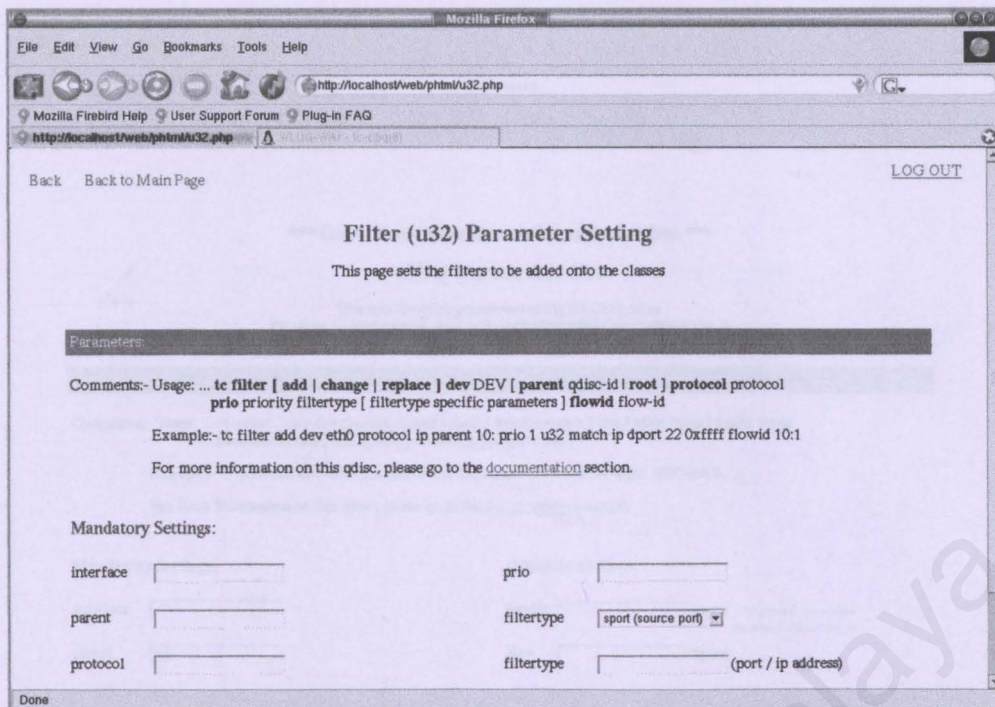 Mozilla Firefox
File Edit View Go Bookmarks Tools Help
http://localhost/web/phtml/u32.php
G
Mozilla Firebird Help User Support Forum Plug-in FAQ
http://localhost/web/phtml/u32.php
Back Back to Main Page LOG OUT
Filter (u32) Parameter Setting
This page sets the filters to be added onto the classes
Parameters:
Comments:- Usage: ... tc filter [ add | change | replace ] dev DEV [ parent qdisc-id | root ] protocol protocol
prio priority filtertype [ filtertype specific parameters ] flowid flow-id
Example:- tc filter add dev eth0 protocol ip parent 10: prio 1 u32 match ip dport 22 0xffff flowid 10:1
For more information on this qdisc, please go to the documentation section.
Mandatory Settings:
interface prio
parent filtertype sport (source port)
protocol filtertype (port / ip address)
Done
laya